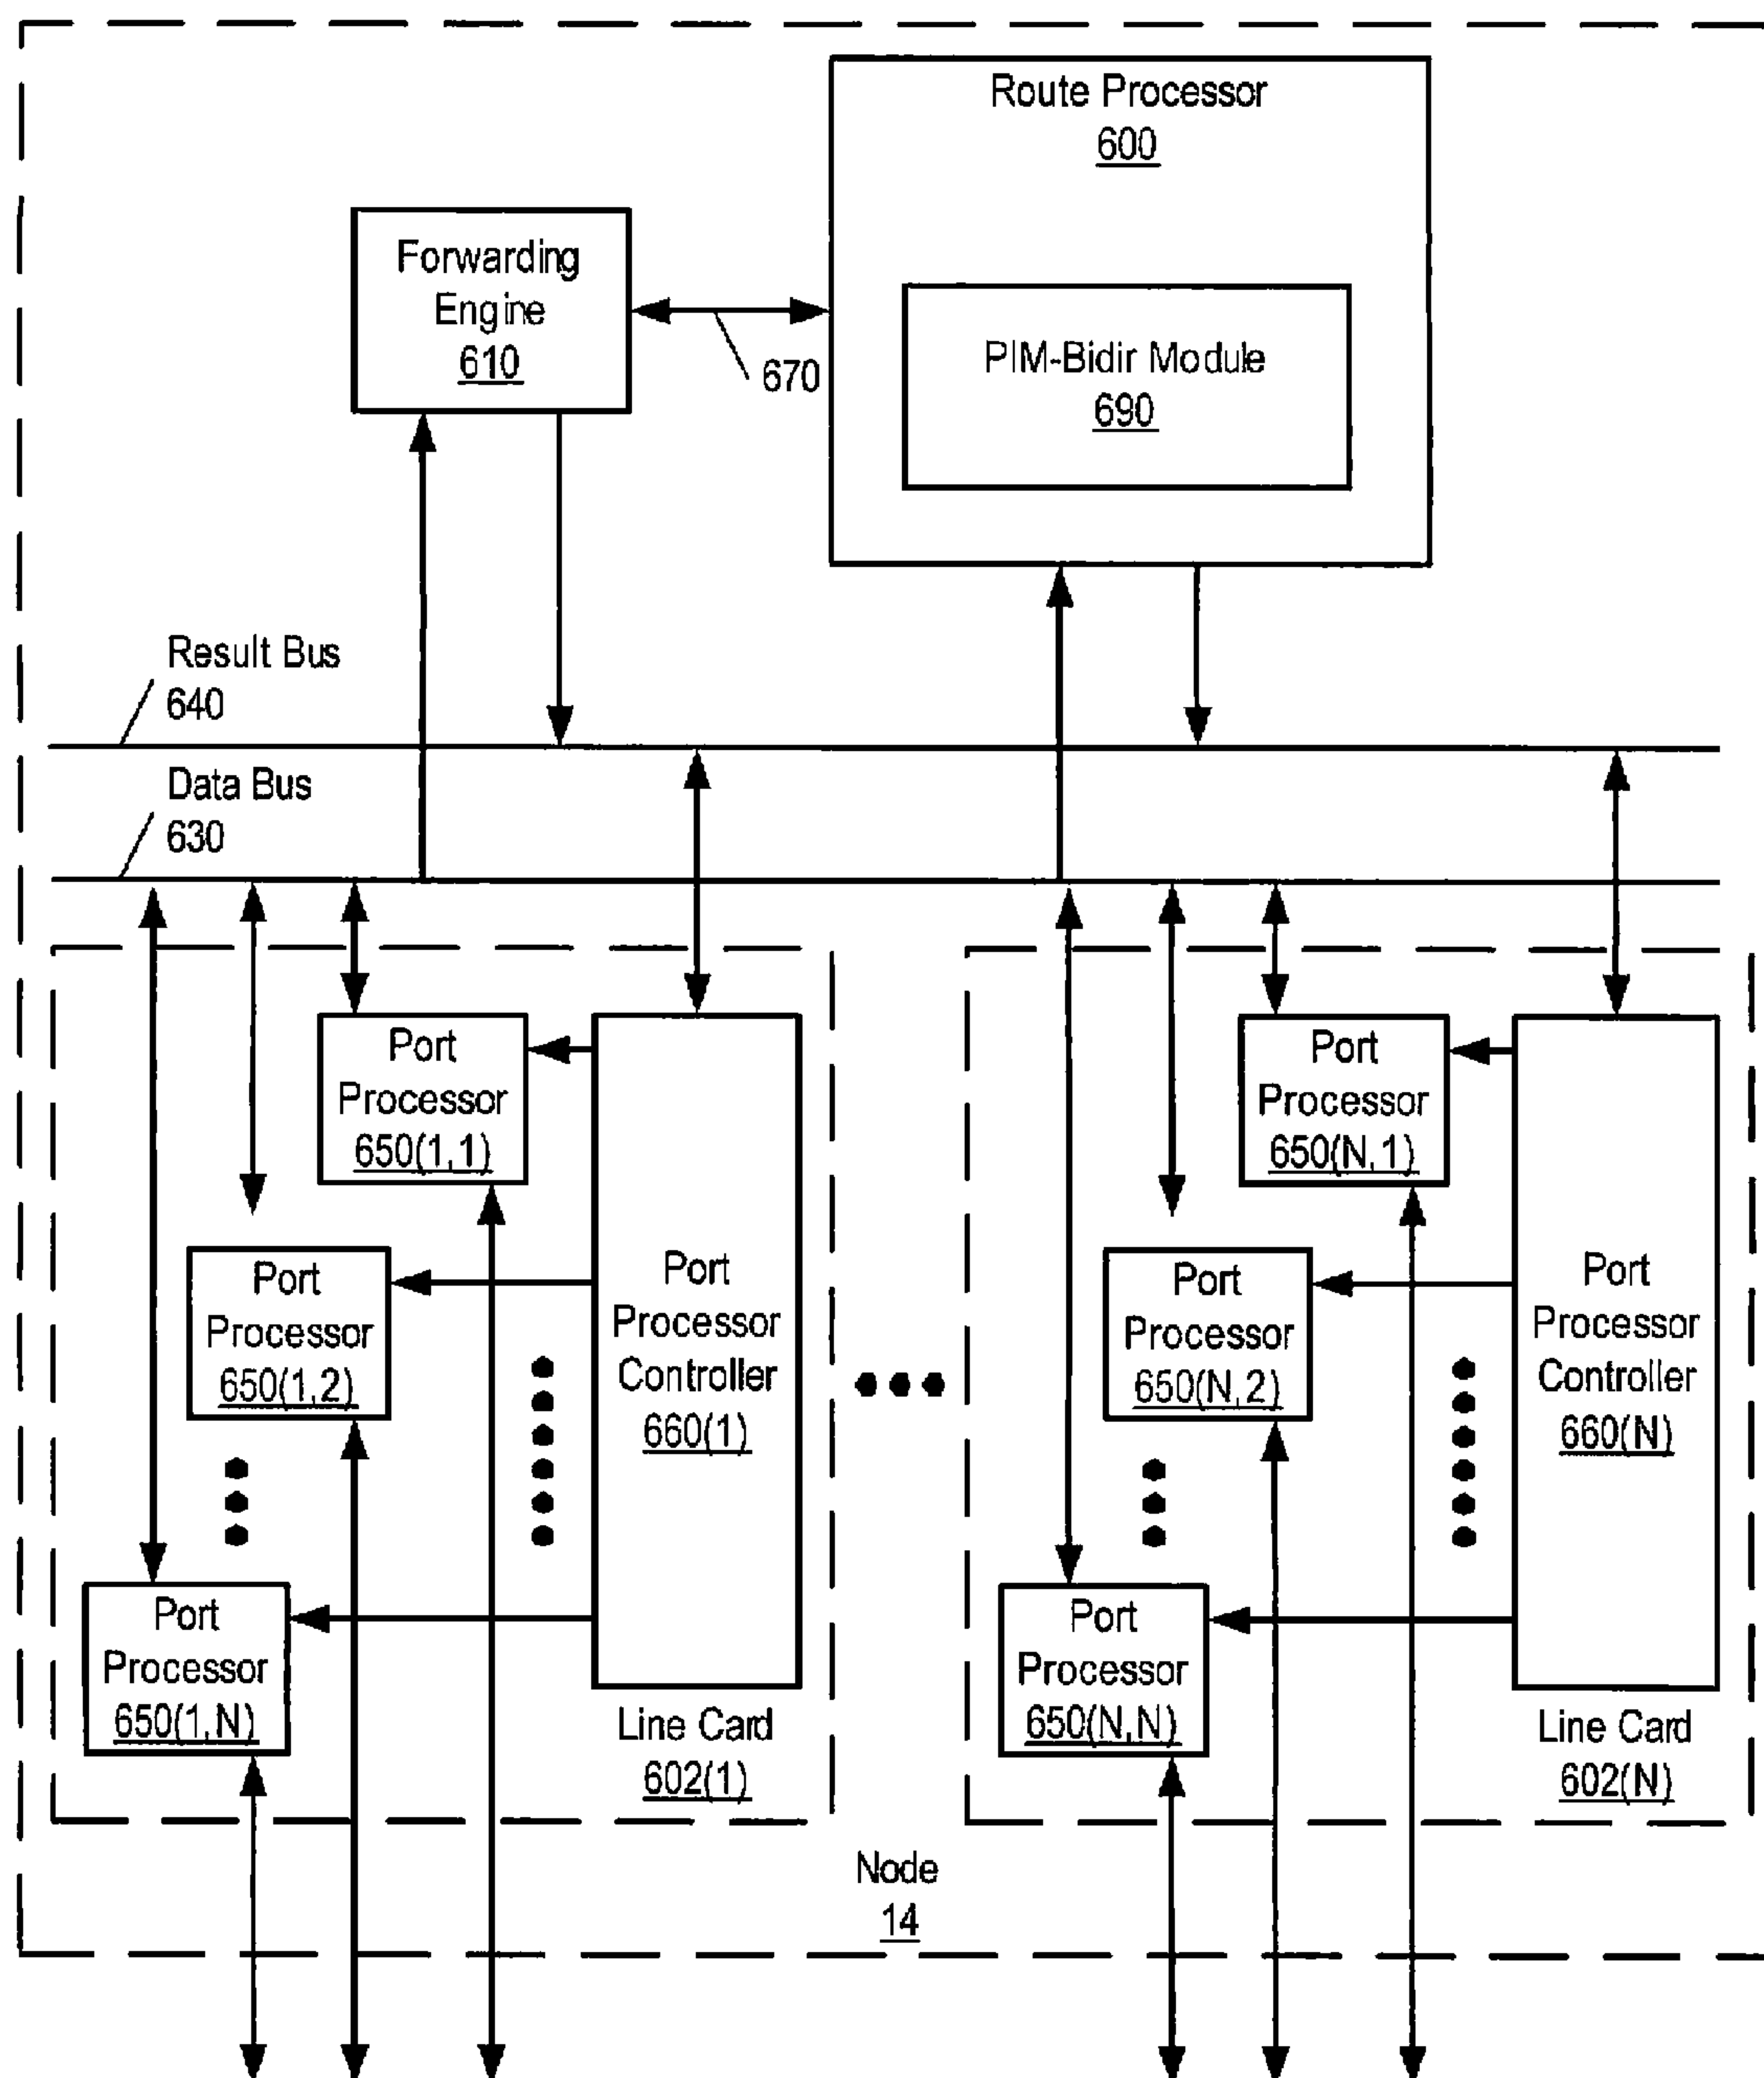 Route Processor
600
Forwarding
Engine
610
PIM-Bidir Module
690
670
Result Bus
640
Data Bus
630
Port
Processor
650(1,1)
Port
Processor
650(1,2)
Port
Processor
650(1,N)
Port
Processor
Controller
660(1)
Line Card
602(1)
Port
Processor
650(N,1)
Port
Processor
650(N,2)
Port
Processor
650(N,N)
Port
Processor
Controller
660(N)
Line Card
602(N)
Node
14